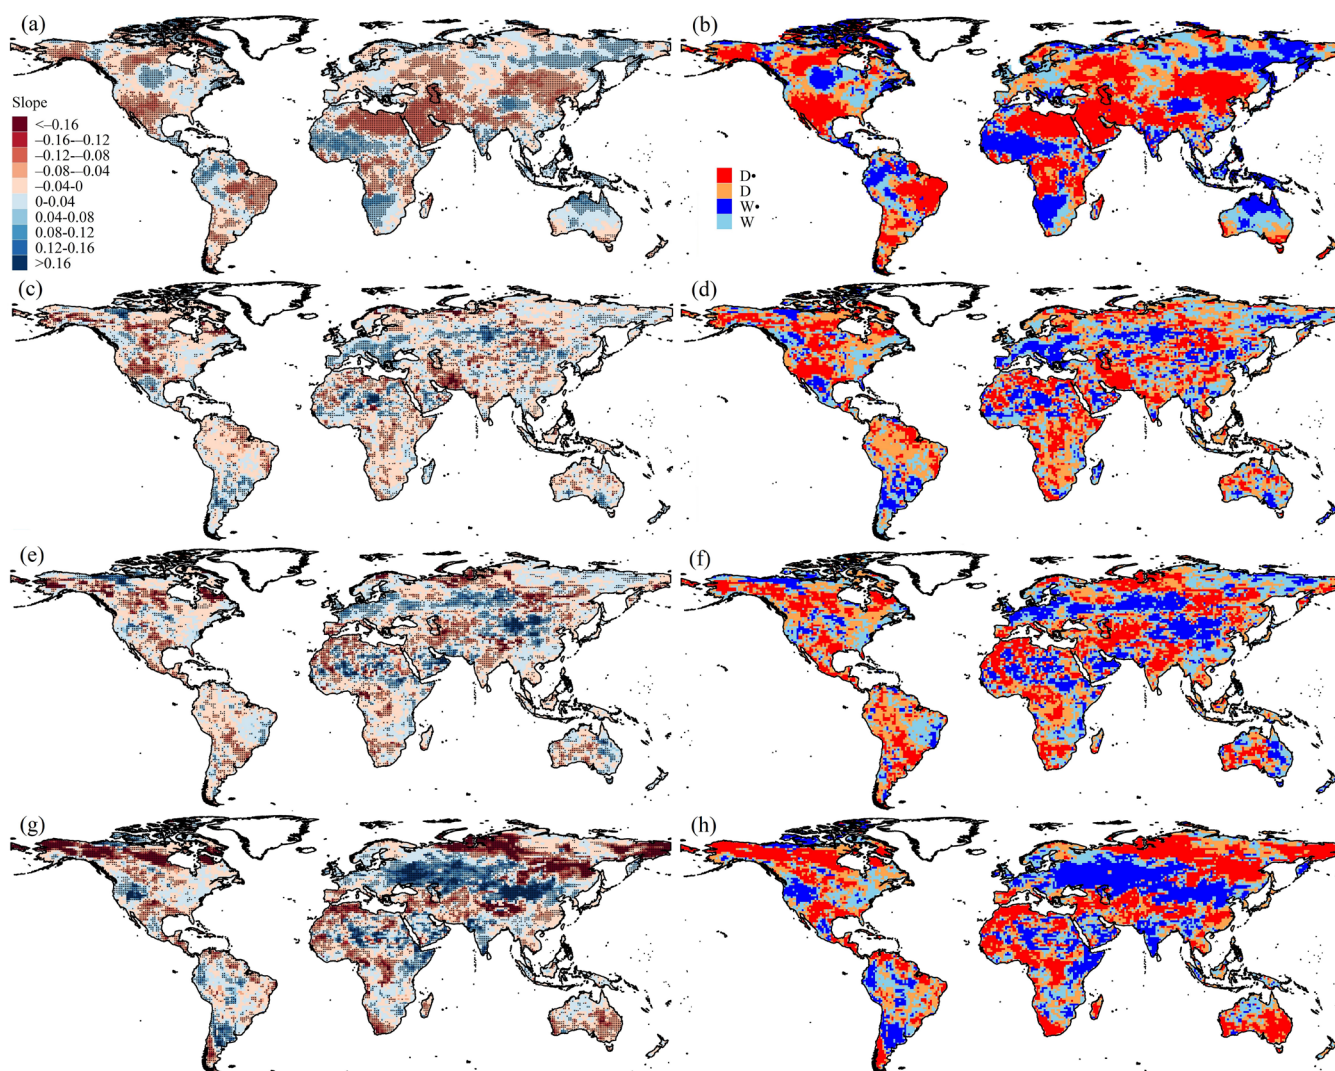 (a)
(b)
Slope
<–0.16
–0.16-–0.12
–0.12-–0.08
–0.08-–0.04
–0.04-0
0-0.04
0.04-0.08
0.08-0.12
0.12-0.16
>0.16
D•
D
W•
W
(c)
(d)
(e)
(f)
(g)
(h)